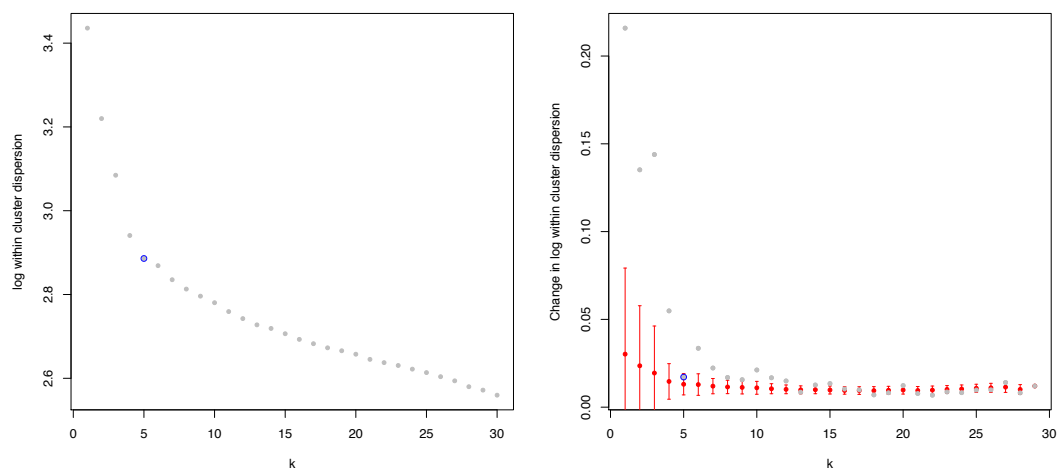 log within cluster dispersion
3.4
3.2
3.0
2.8
2.6
0 5 10 15 20 25 30
k
Change in log within cluster dispersion
0.20
0.15
0.10
0.05
0.00
0 5 10 15 20 25 30
k